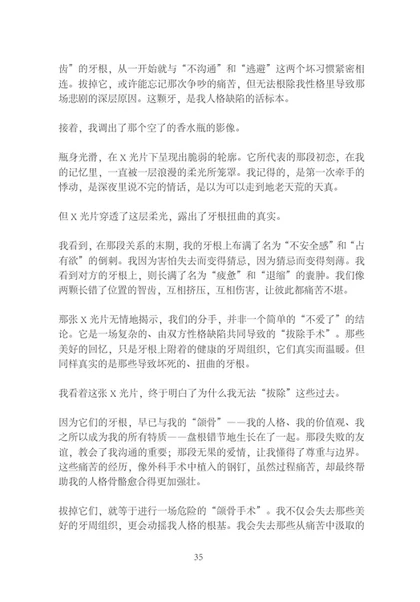 齿”的牙根，从一开始就与“不沟通”和“逃避”这两个坏习惯紧密相
连。拔掉它，或许能忘记那次争吵的痛苦，但无法根除我性格里导致那
场悲剧的深层原因。这颗牙，是我人格缺陷的活标本。
接着，我调出了那个空了的香水瓶的影像。
瓶身光滑，在 X 光片下呈现出脆弱的轮廓。它所代表的那段初恋，在我
的记忆里，一直被一层浪漫的柔光所笼罩。我记得的，是第一次牵手的
悸动，是深夜里说不完的情话，是以为可以走到地老天荒的天真。
但 X 光片穿透了这层柔光，露出了牙根扭曲的真实。
我看到，在那段关系的末期，我的牙根上布满了名为“不安全感”和“占
有欲”的倒刺。我因为害怕失去而变得猜忌，因为猜忌而变得刻薄。我
看到对方的牙根上，则长满了名为“疲惫”和“退缩”的囊肿。我们像
两颗长错了位置的智齿，互相挤压，互相伤害，让彼此都痛苦不堪。
那张 X 光片无情地揭示，我们的分手，并非一个简单的“不爱了”的结
论。它是一场复杂的、由双方性格缺陷共同导致的“拔除手术”。那些
美好的回忆，只是牙根上附着的健康的牙周组织，它们真实而温暖。但
同样真实的是那些导致坏死的、扭曲的牙根。
我看着这张 X 光片，终于明白了为什么我无法“拔除”这些过去。
因为它们的牙根，早已与我的“颌骨”——我的人格、我的价值观、我
之所以成为我的所有特质——盘根错节地生长在了一起。那段失败的友
谊，教会了我沟通的重要；那段无果的爱情，让我懂得了尊重与边界。
这些痛苦的经历，像外科手术中植入的钢钉，虽然过程痛苦，却最终帮
助我的人格骨骼愈合得更加强壮。
拔掉它们，就等于进行一场危险的“颌骨手术”。我不仅会失去那些美
好的牙周组织，更会动摇我人格的根基。我会失去那些从痛苦中汲取的
35